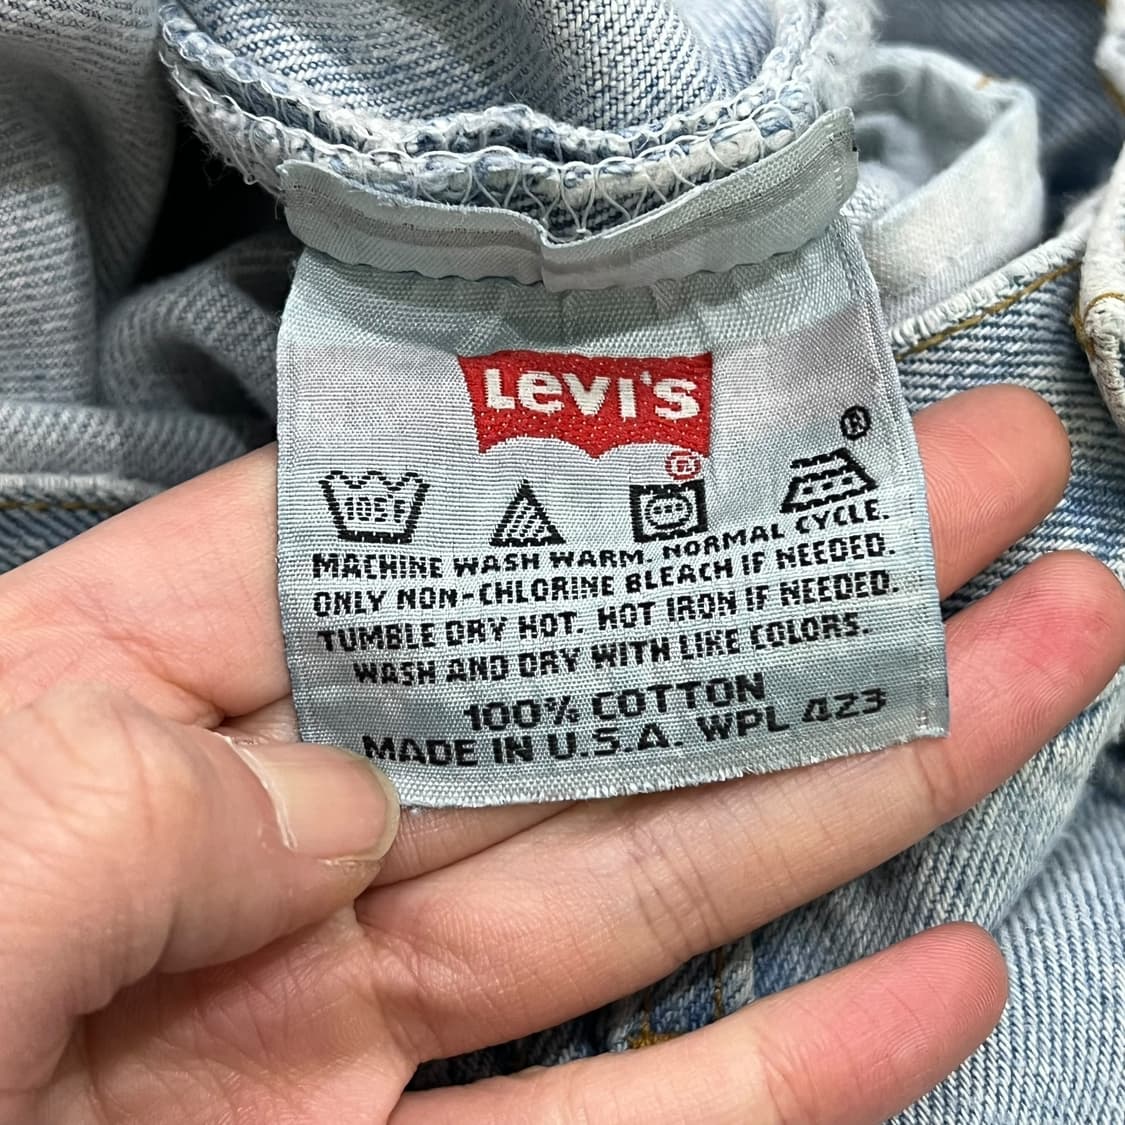 LEVI'S
®
®
105F
MACHINE WASH WARM. NORMAL CYCLE.
ONLY NON-CHLORINE BLEACH IF NEEDED.
TUMBLE DRY HOT. HOT IRON IF NEEDED.
WASH AND DRY WITH LIKE COLORS.
100% COTTON
MADE IN U.S.A. WPL 423